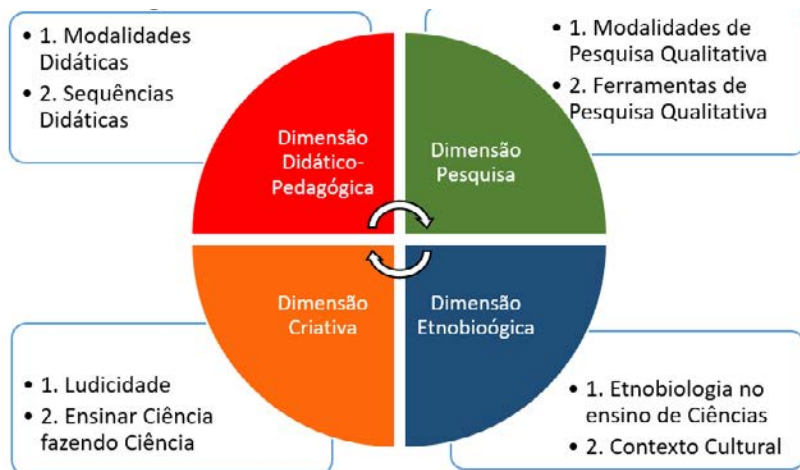 • 1. Modalidades
Didáticas
• 2. Sequências
Didáticas
• 1. Modalidades de
Pesquisa Qualitativa
• 2. Ferramentas de
Pesquisa Qualitativa
Dimensão
Didático-
Pedagógica
Dimensão
Pesquisa
Dimensão
Criativa
Dimensão
Etnobioógica
• 1. Ludicidade
• 2. Ensinar Ciência
fazendo Ciência
• 1. Etnobiologia no
ensino de Ciências
• 2. Contexto Cultural